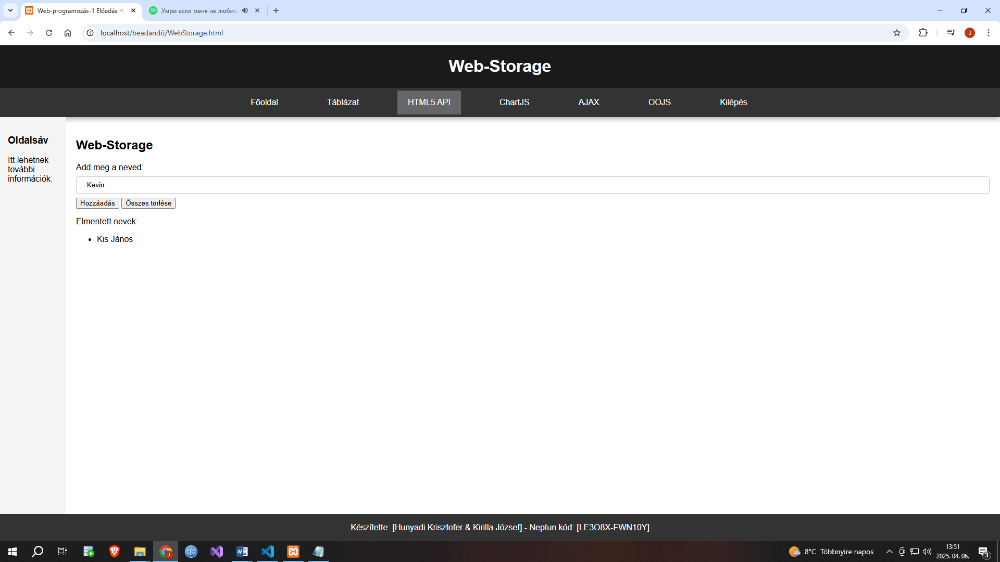 Web-programozás-1 Előadás H
Умри если меня не любиш
localhost/beadandó/WebStorage.html
J
Web-Storage
Főoldal
Táblázat
HTML5 API
ChartJS
AJAX
OOJS
Kilépés
Oldalsáv
Itt lehetnek
további
információk.
Web-Storage
Add meg a neved:
Kevin
Hozzáadás
Összes törlése
Elmentett nevek:
Kis János
Készítette: [Hunyadi Krisztofer & Kirilla József] - Neptun kód: [LE3O8X-FWN10Y]
J
qb
8°C Többnyire napos
13:51
2025. 04. 06.
3